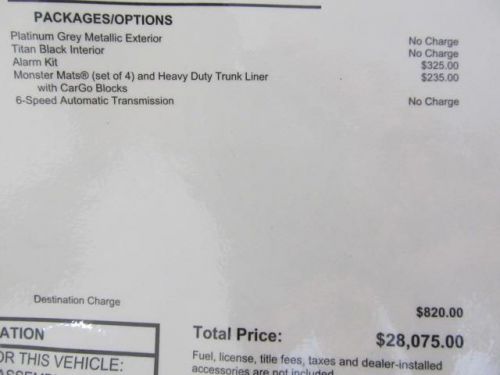 PACKAGES/OPTIONS
Platinum Grey Metallic Exterior No Charge
Titan Black Interior No Charge
Alarm Kit $325.00
Monster Mats® (set of 4) and Heavy Duty Trunk Liner $235.00
with CarGo Blocks
6-Speed Automatic Transmission No Charge
Destination Charge $820.00
ATION
Total Price: $28,075.00
OR THIS VEHICLE:
Fuel, license, title fees, taxes and dealer-installed
accessories are not included